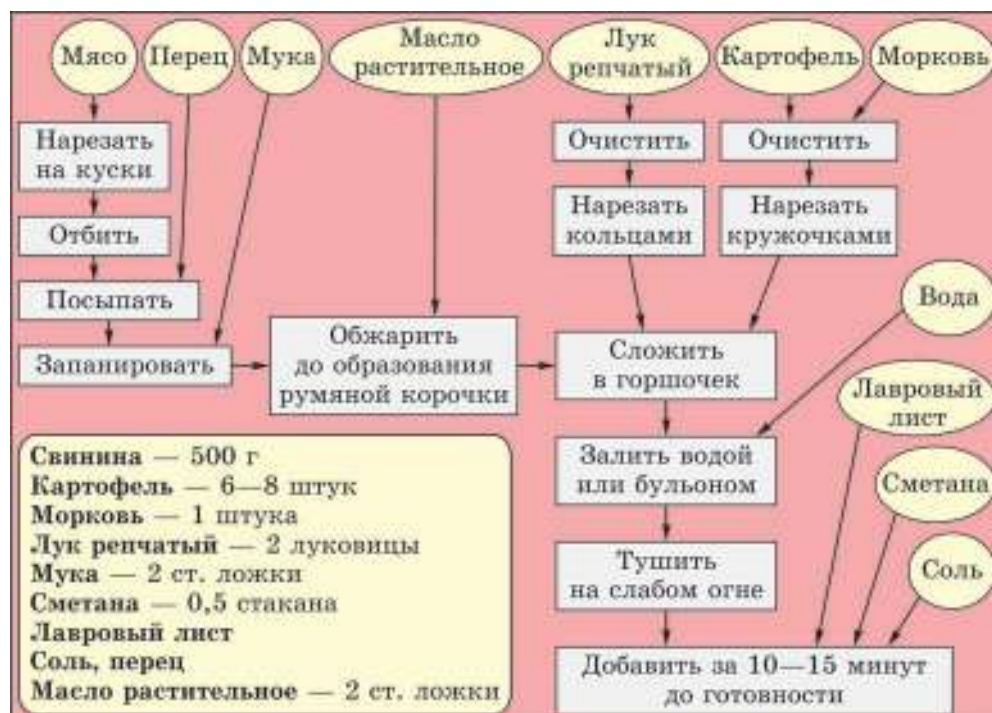 Мясо
Перец
Мука
Масло
растительное
Лук
репчатый
Картофель
Морковь
Нарезать
на куски
Очистить
Очистить
Отбить
Нарезать
кольцами
Нарезать
кружочками
Посыпать
Вода
Запанировать
Обжарить
до образования
румяной корочки
Сложить
в горшочек
Лавровый
лист
Залить водой
или бульоном
Сметана
Тушить
на слабом огне
Соль
Добавить за 10—15 минут
до готовности
Свинина — 500 г
Картофель — 6—8 штук
Морковь — 1 штука
Лук репчатый — 2 луковицы
Мука — 2 ст. ложки
Сметана — 0,5 стакана
Лавровый лист
Соль, перец
Масло растительное — 2 ст. ложки